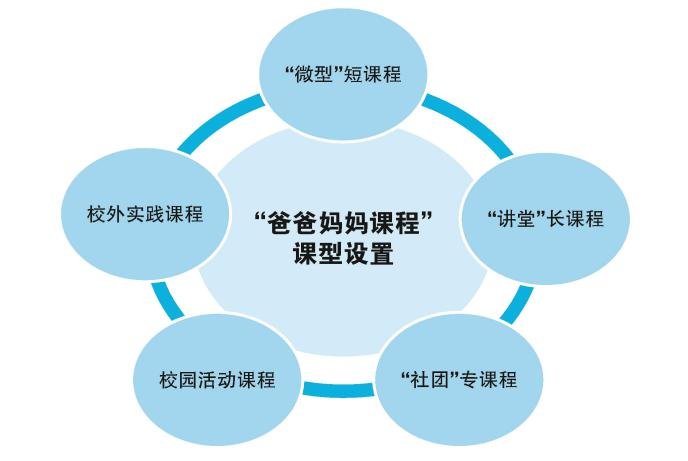 “微型”短课程
“讲堂”长课程
“社团”专课程
校园活动课程
校外实践课程
“爸爸妈妈课程”
课型设置